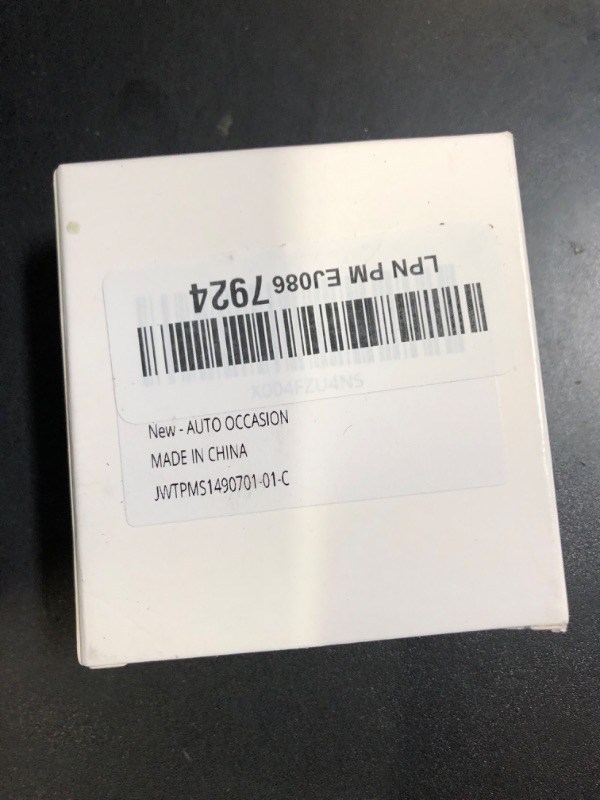 LPN PM EJ086 7924
X004FZU4N5
New - AUTO OCCASION
MADE IN CHINA
JWTPMS1490701-01-C